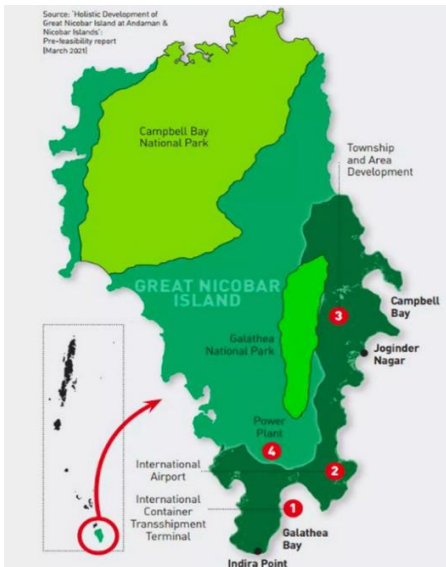 Source: 'Holistic Development of
Great Nicobar Island at Andaman &
Nicobar Islands':
Pre-feasibility report
(March 2021)
Campbell Bay
National Park
Township
and Area
Development
GREAT NICOBAR
ISLAND
Campbell
Bay
3
Galathea
National Park
Joginder
Nagar
Power
Plant
4
International
Airport
2
International
Container
Transshipment
Terminal
1
Galathea
Bay
Indira Point